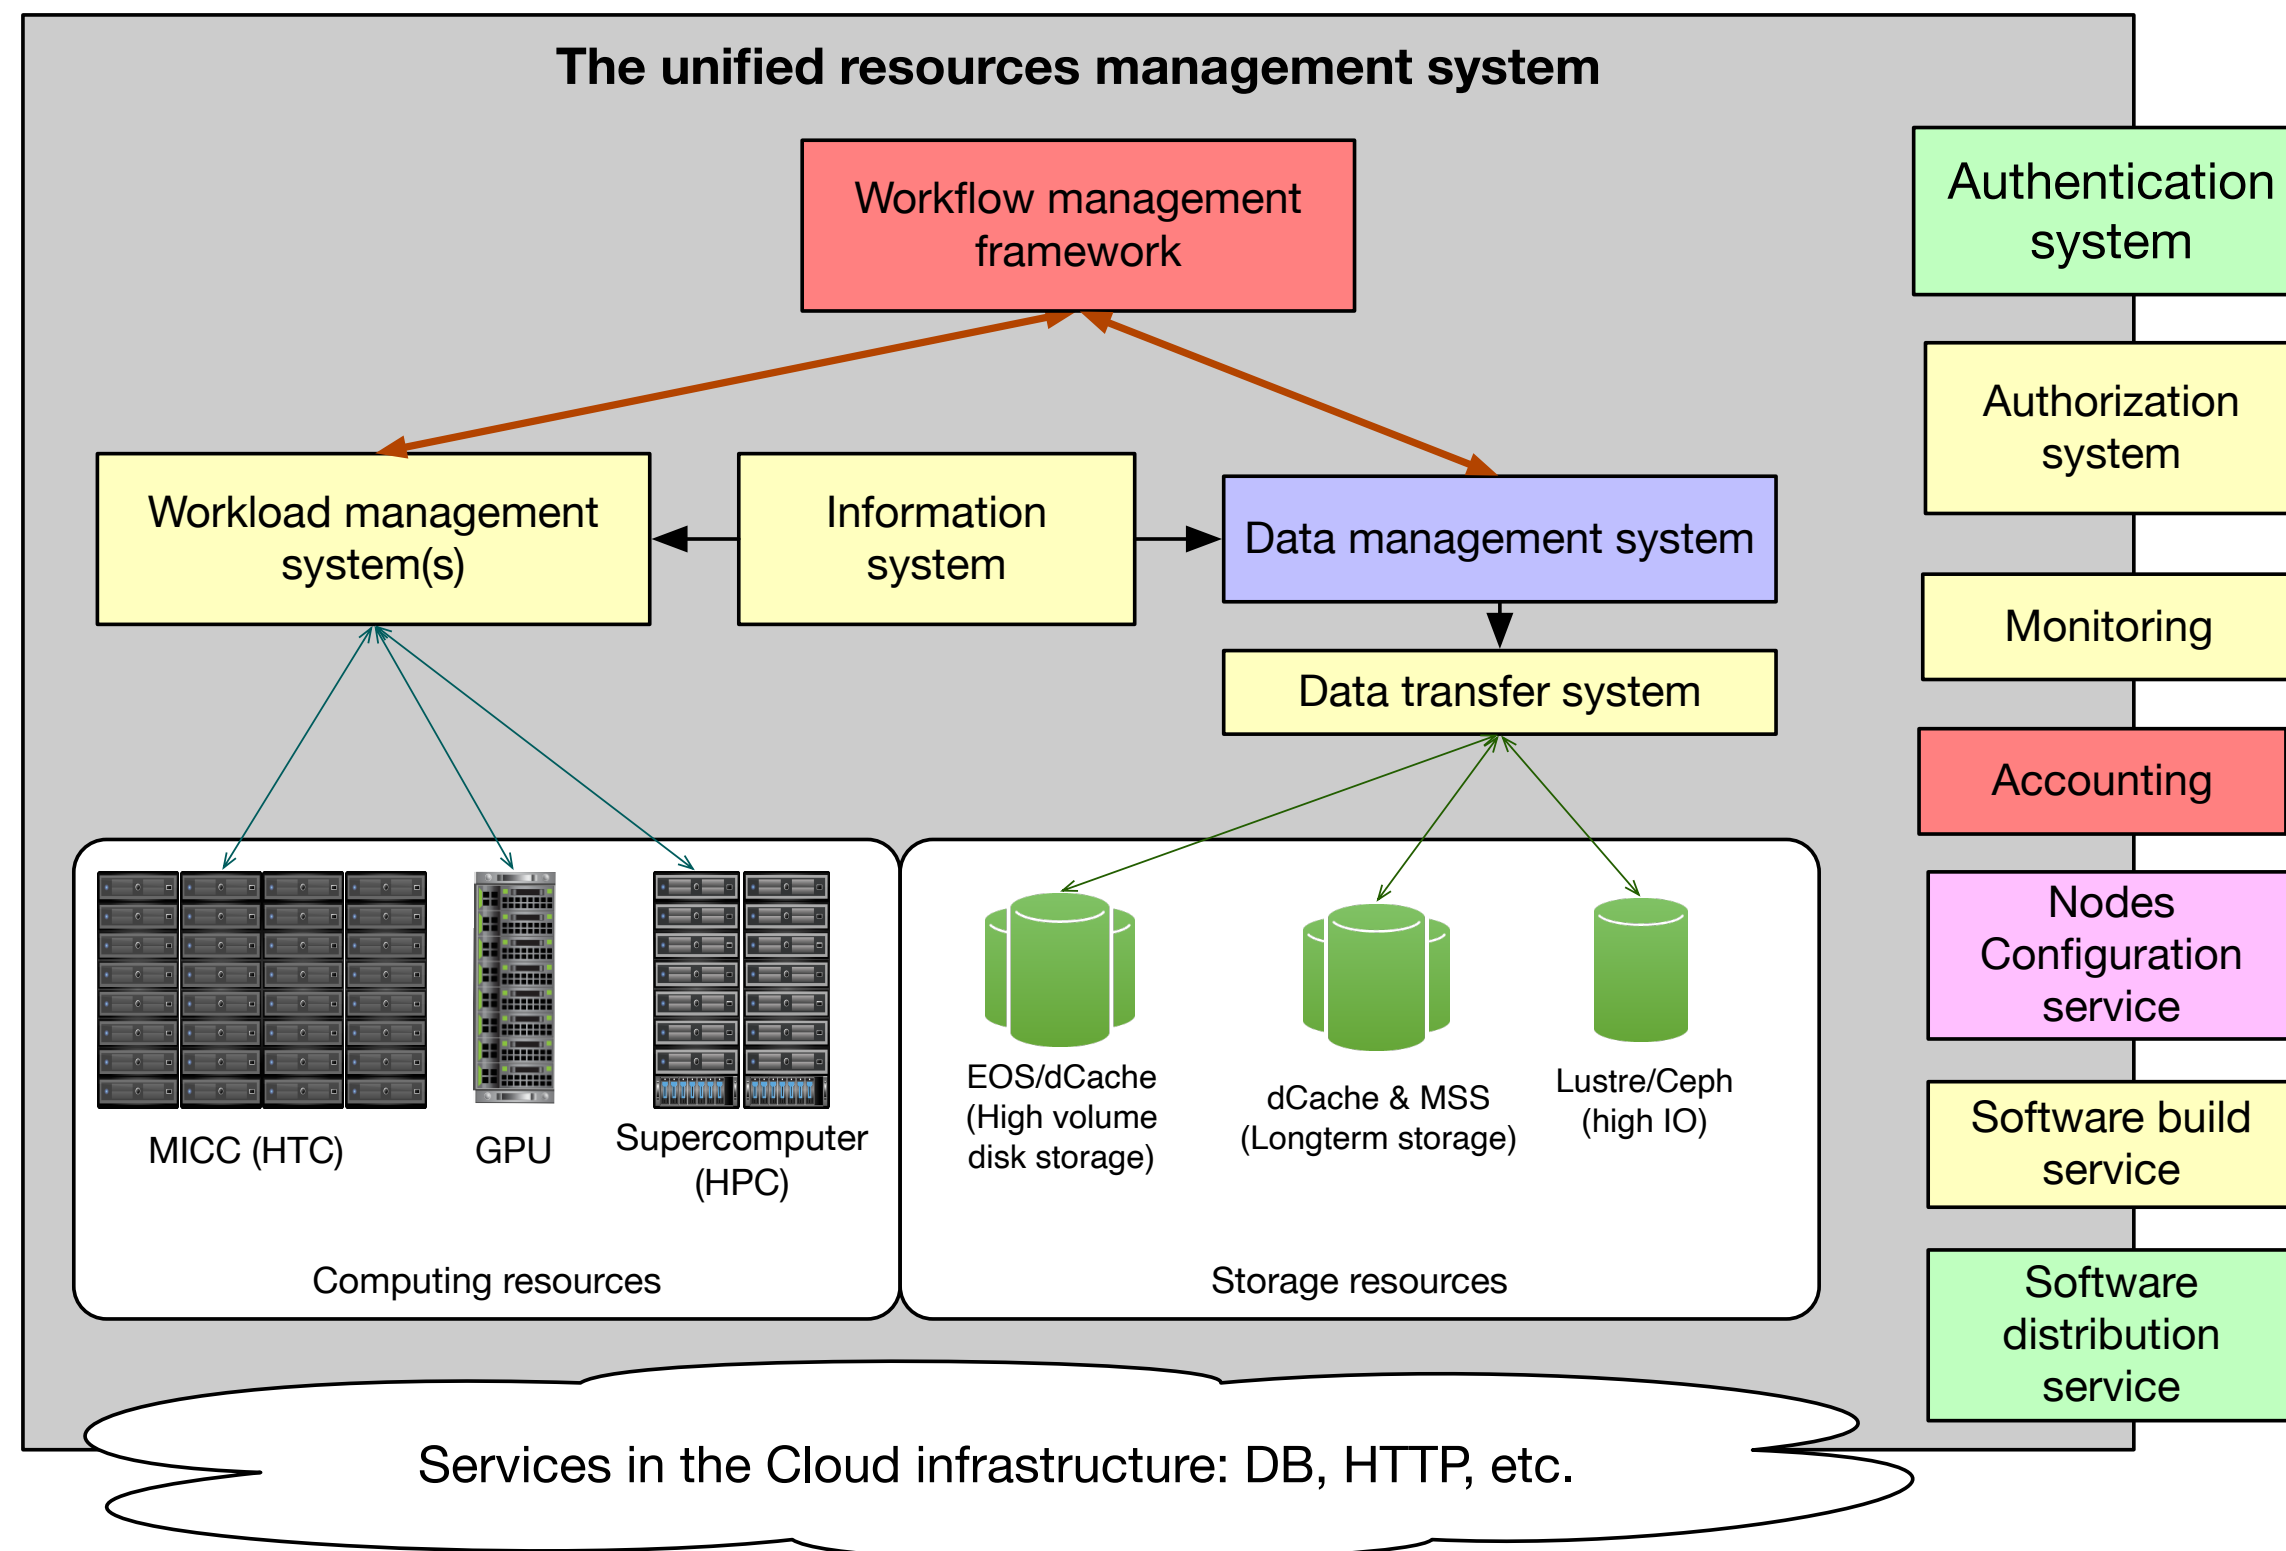 The unified resources management system
Workflow management
framework
Authentication
system
Authorization
system
Workload management
system(s)
Information
system
Data management system
Monitoring
Data transfer system
Accounting
Nodes
Configuration
service
MICC (HTC)
GPU
Supercomputer
(HPC)
EOS/dCache
(High volume
disk storage)
dCache & MSS
(Longterm storage)
Lustre/Ceph
(high IO)
Software build
service
Computing resources
Storage resources
Software
distribution
service
Services in the Cloud infrastructure: DB, HTTP, etc.